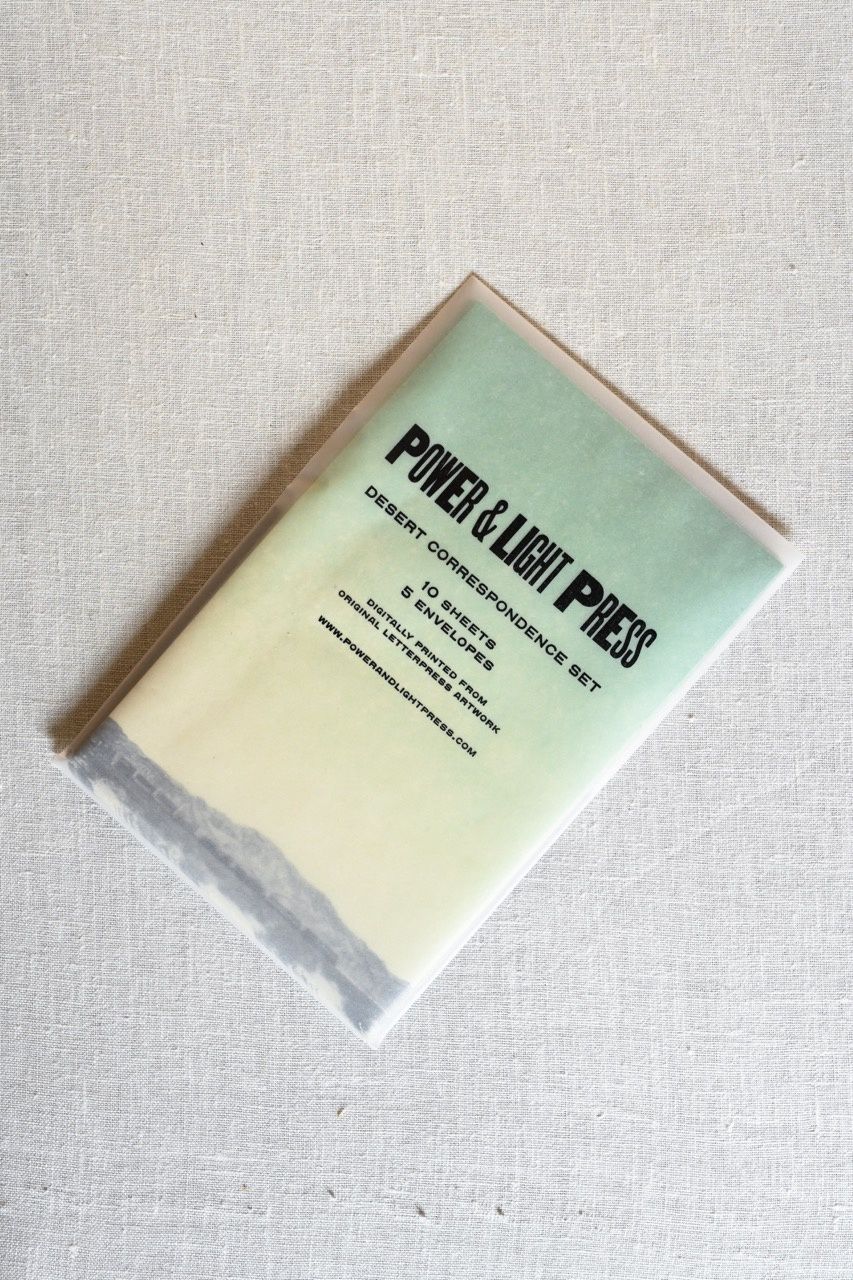 POWER & LIGHT PRESS
DESERT CORRESPONDENCE SET
10 SHEETS
5 ENVELOPES
DIGITALLY PRINTED FROM
ORIGINAL LETTERPRESS ARTWORK
WWW.POWERANDLIGHTPRESS.COM